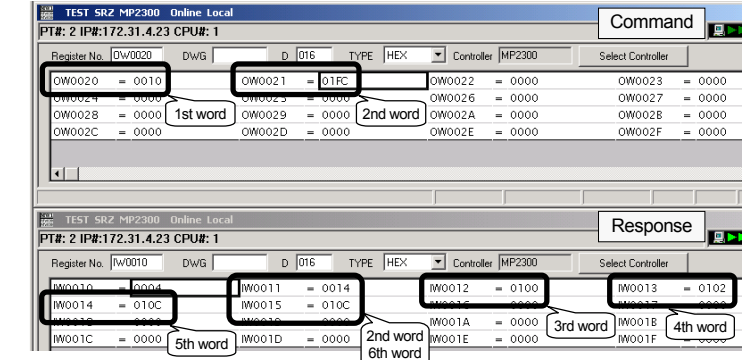 TEST SRZ MP2300 Online Local
Command
PT#: 2 IP#:172.31.4.23 CPU#: 1
Register No. OW0020 DWG D 016 TYPE HEX Controller MP2300 Select Controller
OW0020 = 0010 OW0021 = 01FC OW0022 = 0000 OW0023 = 0000
OW0024 = 0000 OW0025 = 0000 OW0026 = 0000 OW0027 = 0000
OW0028 = 0000 OW0029 = 0000 OW002A = 0000 OW002B = 0000
1st word 2nd word
OW002C = 0000 OW002D = 0000 OW002E = 0000 OW002F = 0000
TEST SRZ MP2300 Online Local
Response
PT#: 2 IP#:172.31.4.23 CPU#: 1
Register No. IW0010 DWG D 016 TYPE HEX Controller MP2300 Select Controller
IW0010 = 0004 IW0011 = 0014 IW0012 = 0100 IW0013 = 0102
IW0014 = 010C IW0015 = 010C
IW001A = 0000 IW001B
3rd word 4th word
IW001C = 0000 IW001D = 0000 IW001E = 0000 IW001F = 0000
5th word 2nd word
6th word